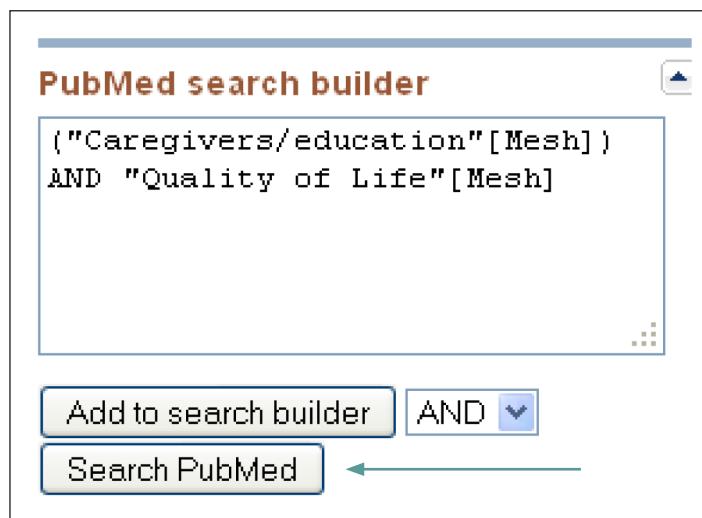 PubMed search builder
("Caregivers/education"[Mesh])
AND "Quality of Life"[Mesh]
Add to search builder AND
Search PubMed